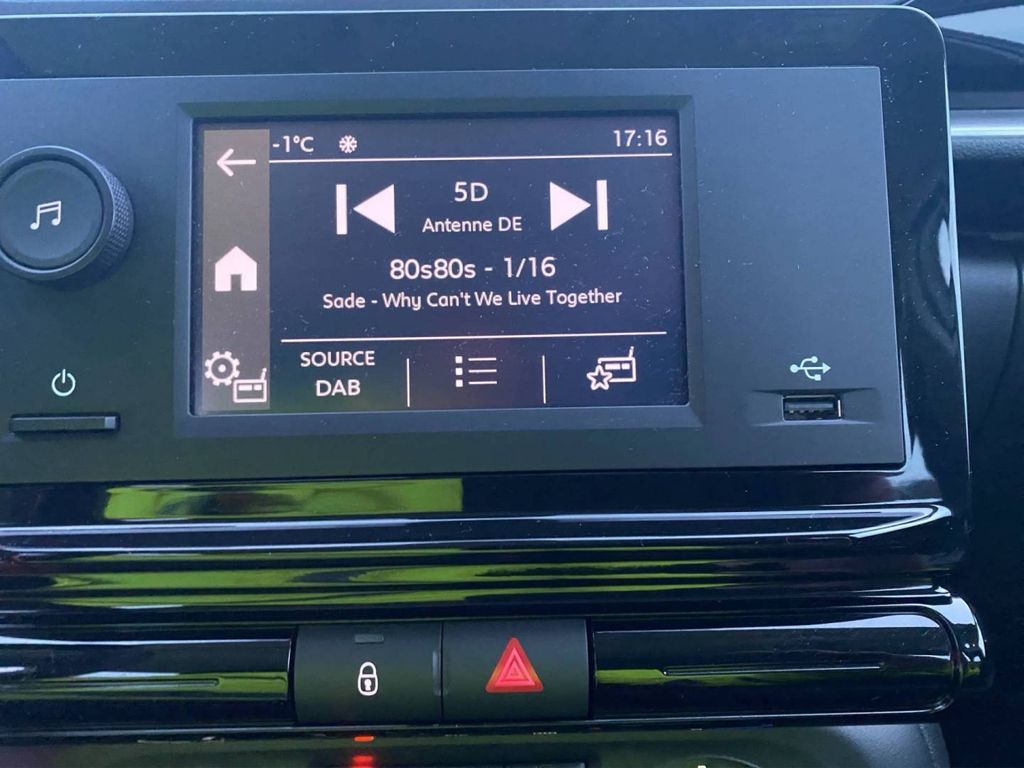 -1°C 17:16
5D
Antenne DE
80s80s - 1/16
Sade - Why Can't We Live Together
SOURCE
DAB